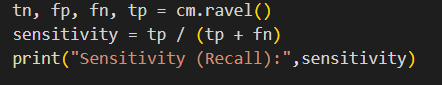 tn, fp, fn, tp = cm.ravel()
sensitivity = tp / (tp + fn)
print("Sensitivity (Recall):",sensitivity)